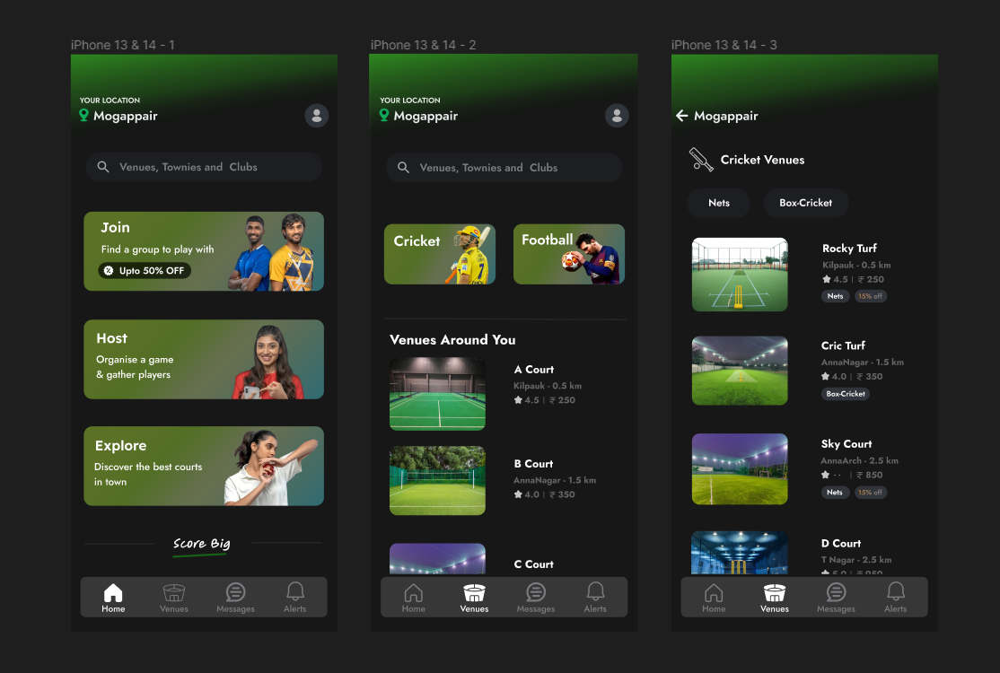 iPhone 13 & 14 - 1
YOUR LOCATION
Mogappair
Venues, Townies and Clubs
Join
Find a group to play with
Upto 50% OFF
Host
Organise a game
& gather players
Explore
Discover the best courts
in town
Score Big
Home Venues Messages Alerts
iPhone 13 & 14 - 2
YOUR LOCATION
Mogappair
Venues, Townies and Clubs
Cricket
Football
7
Venues Around You
A Court
Kilpauk - 0.5 km
4.5 | ₹ 250
B Court
AnnaNagar - 1.5 km
4.0 | ₹ 350
C Court
Home Venues Messages Alerts
iPhone 13 & 14 - 3
Mogappair
Cricket Venues
Nets Box-Cricket
Rocky Turf
Kilpauk - 0.5 km
4.5 | ₹ 250
Nets 15% off
Cric Turf
AnnaNagar - 1.5 km
4.0 | ₹ 350
Box-Cricket
Sky Court
AnnaArch - 2.5 km
- - | ₹ 850
Nets 15% off
D Court
T Nagar - 2.5 km
Home Venues Messages Alerts